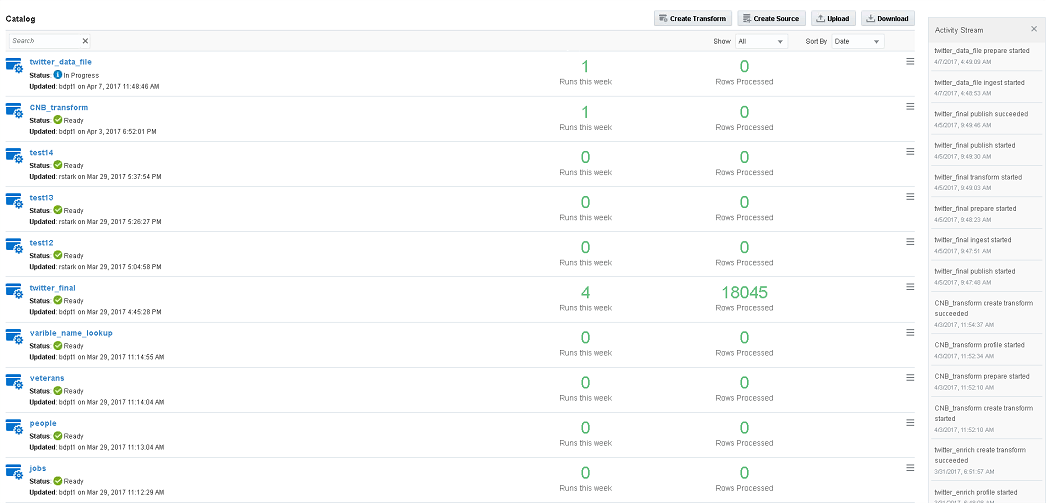 Catalog
Create Transform
Create Source
Upload
Download
Search
Show All Sort By Date
twitter_data_file
Status: In Progress
Updated: bdpt1 on Apr 7, 2017 11:48:46 AM
1
Runs this week
0
Rows Processed
CNB_transform
Status: Ready
Updated: bdpt1 on Apr 3, 2017 6:52:01 PM
1
Runs this week
0
Rows Processed
test14
Status: Ready
Updated: rstark on Mar 29, 2017 5:37:54 PM
0
Runs this week
0
Rows Processed
test13
Status: Ready
Updated: rstark on Mar 29, 2017 5:26:27 PM
0
Runs this week
0
Rows Processed
test12
Status: Ready
Updated: rstark on Mar 29, 2017 5:04:58 PM
0
Runs this week
0
Rows Processed
twitter_final
Status: Ready
Updated: bdpt1 on Mar 29, 2017 4:45:28 PM
4
Runs this week
18045
Rows Processed
varible_name_lookup
Status: Ready
Updated: bdpt1 on Mar 29, 2017 11:14:55 AM
0
Runs this week
0
Rows Processed
veterans
Status: Ready
Updated: bdpt1 on Mar 29, 2017 11:14:04 AM
0
Runs this week
0
Rows Processed
people
Status: Ready
Updated: bdpt1 on Mar 29, 2017 11:13:04 AM
0
Runs this week
0
Rows Processed
jobs
Status: Ready
Updated: bdpt1 on Mar 29, 2017 11:12:29 AM
0
Runs this week
0
Rows Processed
Activity Stream
twitter_data_file prepare started
4/7/2017, 4:49:09 AM
twitter_data_file ingest started
4/7/2017, 4:48:53 AM
twitter_final publish succeeded
4/5/2017, 9:49:46 AM
twitter_final publish started
4/5/2017, 9:49:30 AM
twitter_final transform started
4/5/2017, 9:49:03 AM
twitter_final prepare started
4/5/2017, 9:48:23 AM
twitter_final ingest started
4/5/2017, 9:47:51 AM
twitter_final publish started
4/5/2017, 9:47:48 AM
CNB_transform create transform
succeeded
4/3/2017, 11:54:37 AM
CNB_transform profile started
4/3/2017, 11:52:34 AM
CNB_transform prepare started
4/3/2017, 11:52:10 AM
CNB_transform create transform
started
4/3/2017, 11:52:10 AM
twitter_enrich create transform
succeeded
3/31/2017, 6:51:57 AM
twitter_enrich profile started